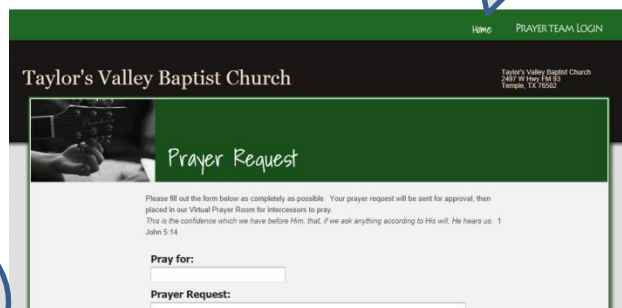 Home PRAYER TEAM LOGIN
Taylor's Valley Baptist Church
Taylor's Valley Baptist Church
2497 W Hwy FM 93
Temple, TX 76502
Prayer Request
Please fill out the form below as completely as possible. Your prayer request will be sent for approval, then
placed in our Virtual Prayer Room for intercessors to pray.
This is the confidence which we have before Him, that, if we ask anything according to His will, He hears us. 1
John 5:14
Pray for:
Prayer Request: